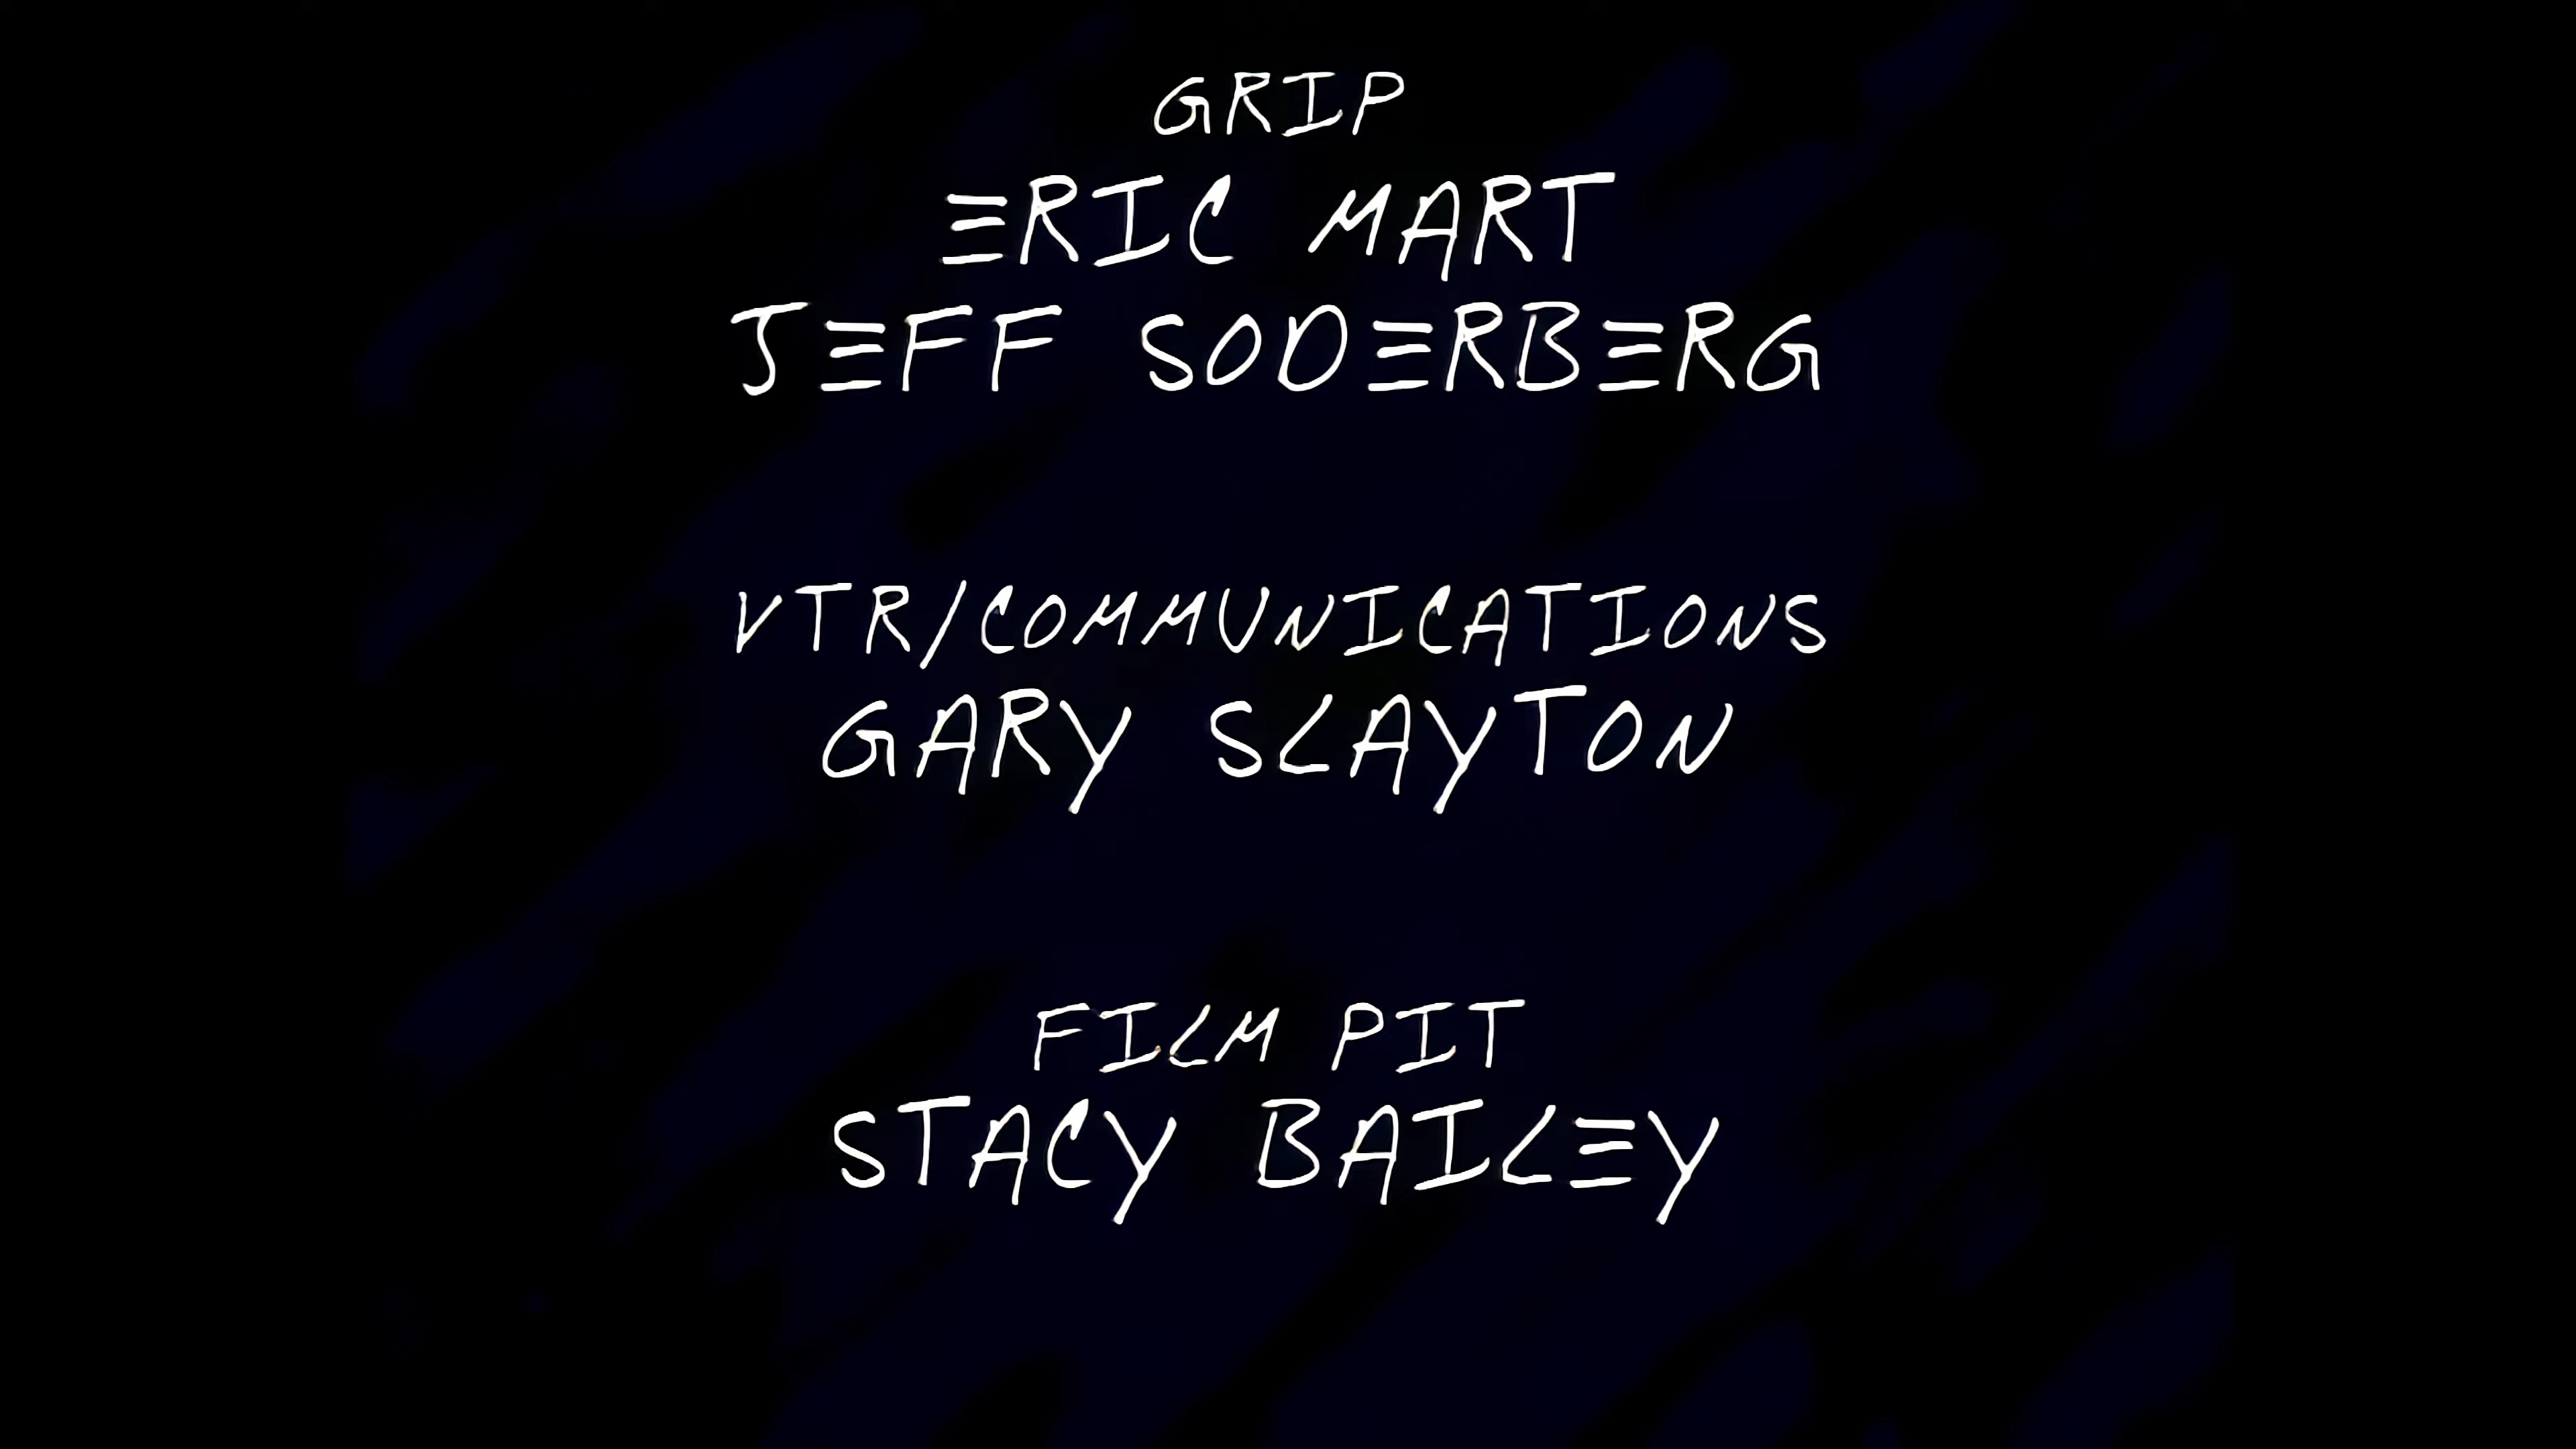 GRIP
ERIC MART
JEFF SODERBERG
VTR/COMMUNICATIONS
GARY SLAYTON
FILM PIT
STACY BAILEY